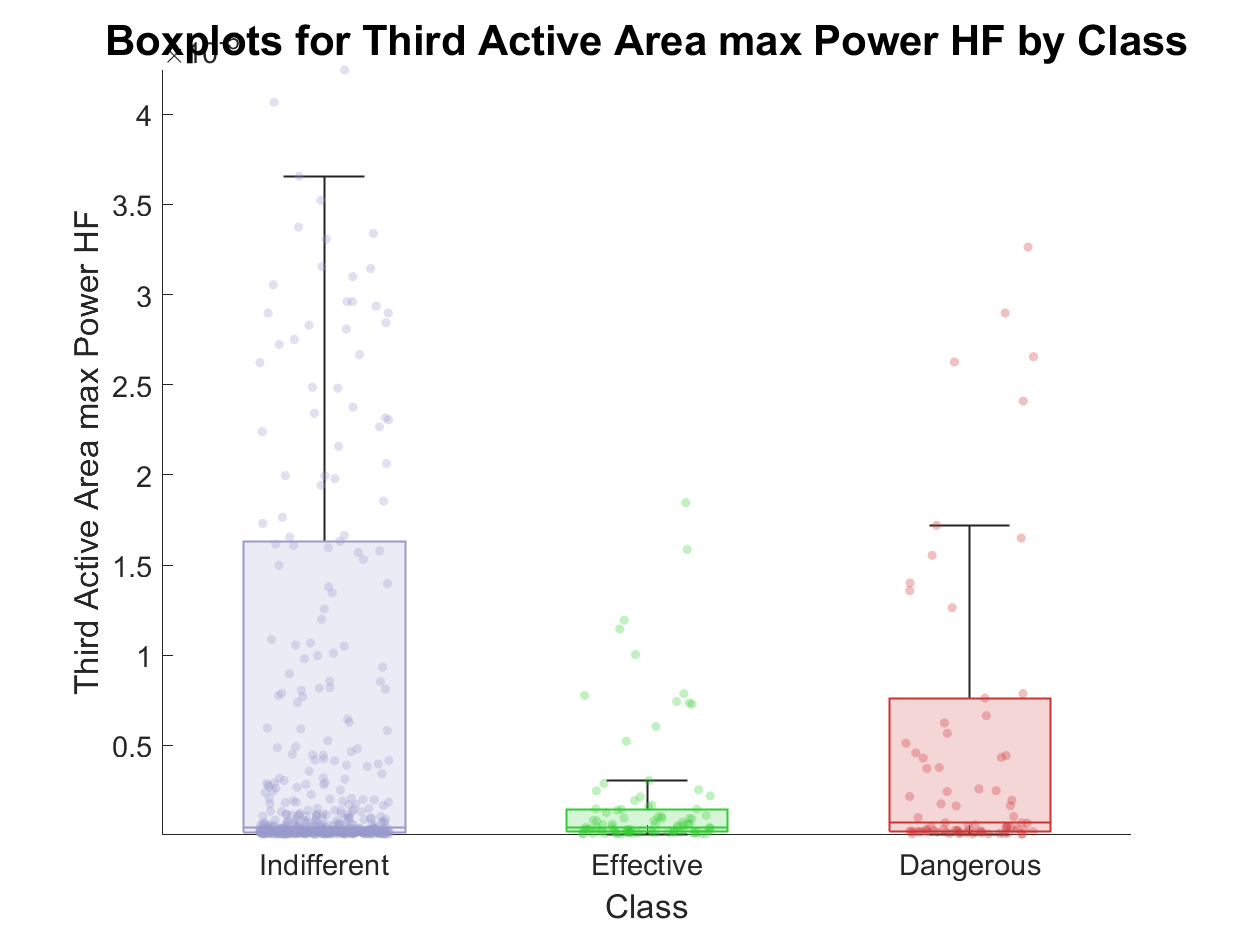 Boxplots for Third Active Area max Power HF by Class
4
3.5
3
2.5
2
1.5
1
0.5
Third Active Area max Power HF
Indifferent
Effective
Dangerous
Class